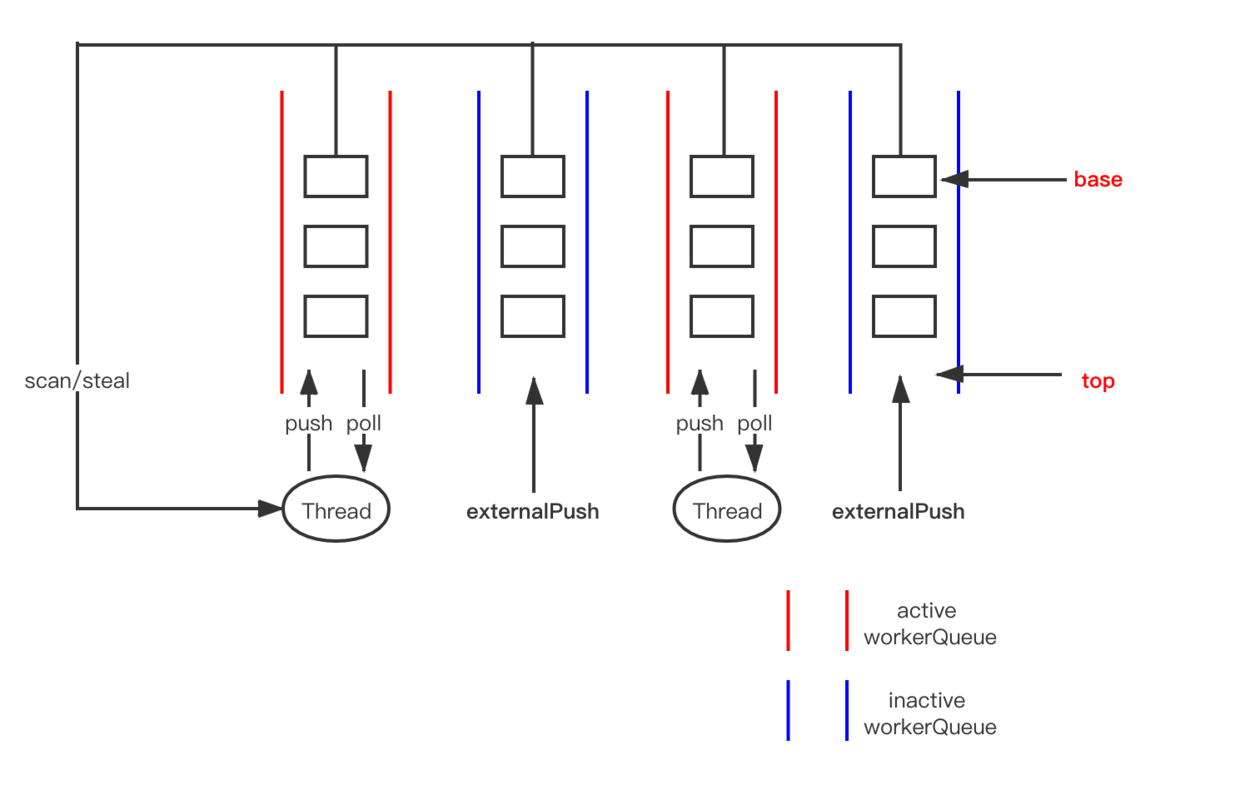 base
scan/steal
top
push poll
push poll
Thread
externalPush
Thread
externalPush
active
workerQueue
inactive
workerQueue